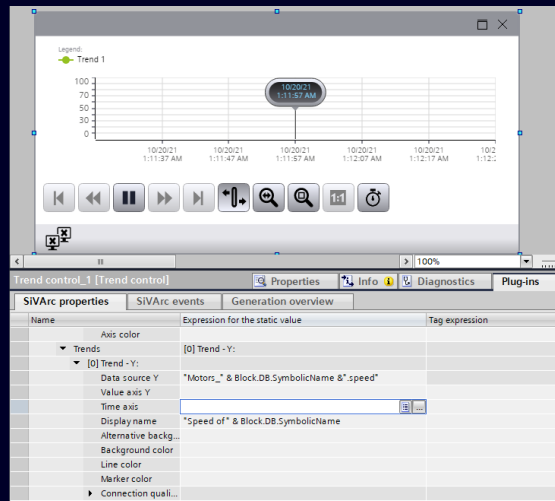 Legend:
Trend 1
100
70
50
30
0
10/20/21
1:11:57 AM
10/20/21 10/20/21 10/20/21 10/20/21 10/20/21 10/2
1:11:37 AM 1:11:47 AM 1:11:57 AM 1:12:07 AM 1:12:17 AM 1:12:
1:1
100%
Trend control_1 [Trend control]
Properties Info Diagnostics Plug-ins
SiVArc properties SiVArc events Generation overview
Name Expression for the static value Tag expression
Axis color
Trends [0] Trend - Y:
[0] Trend - Y:
Data source Y "Motors_" & Block.DB.SymbolicName &".speed"
Value axis Y
Time axis
Display name "Speed of" & Block.DB.SymbolicName
Alternative backg...
Background color
Line color
Marker color
Connection quali...